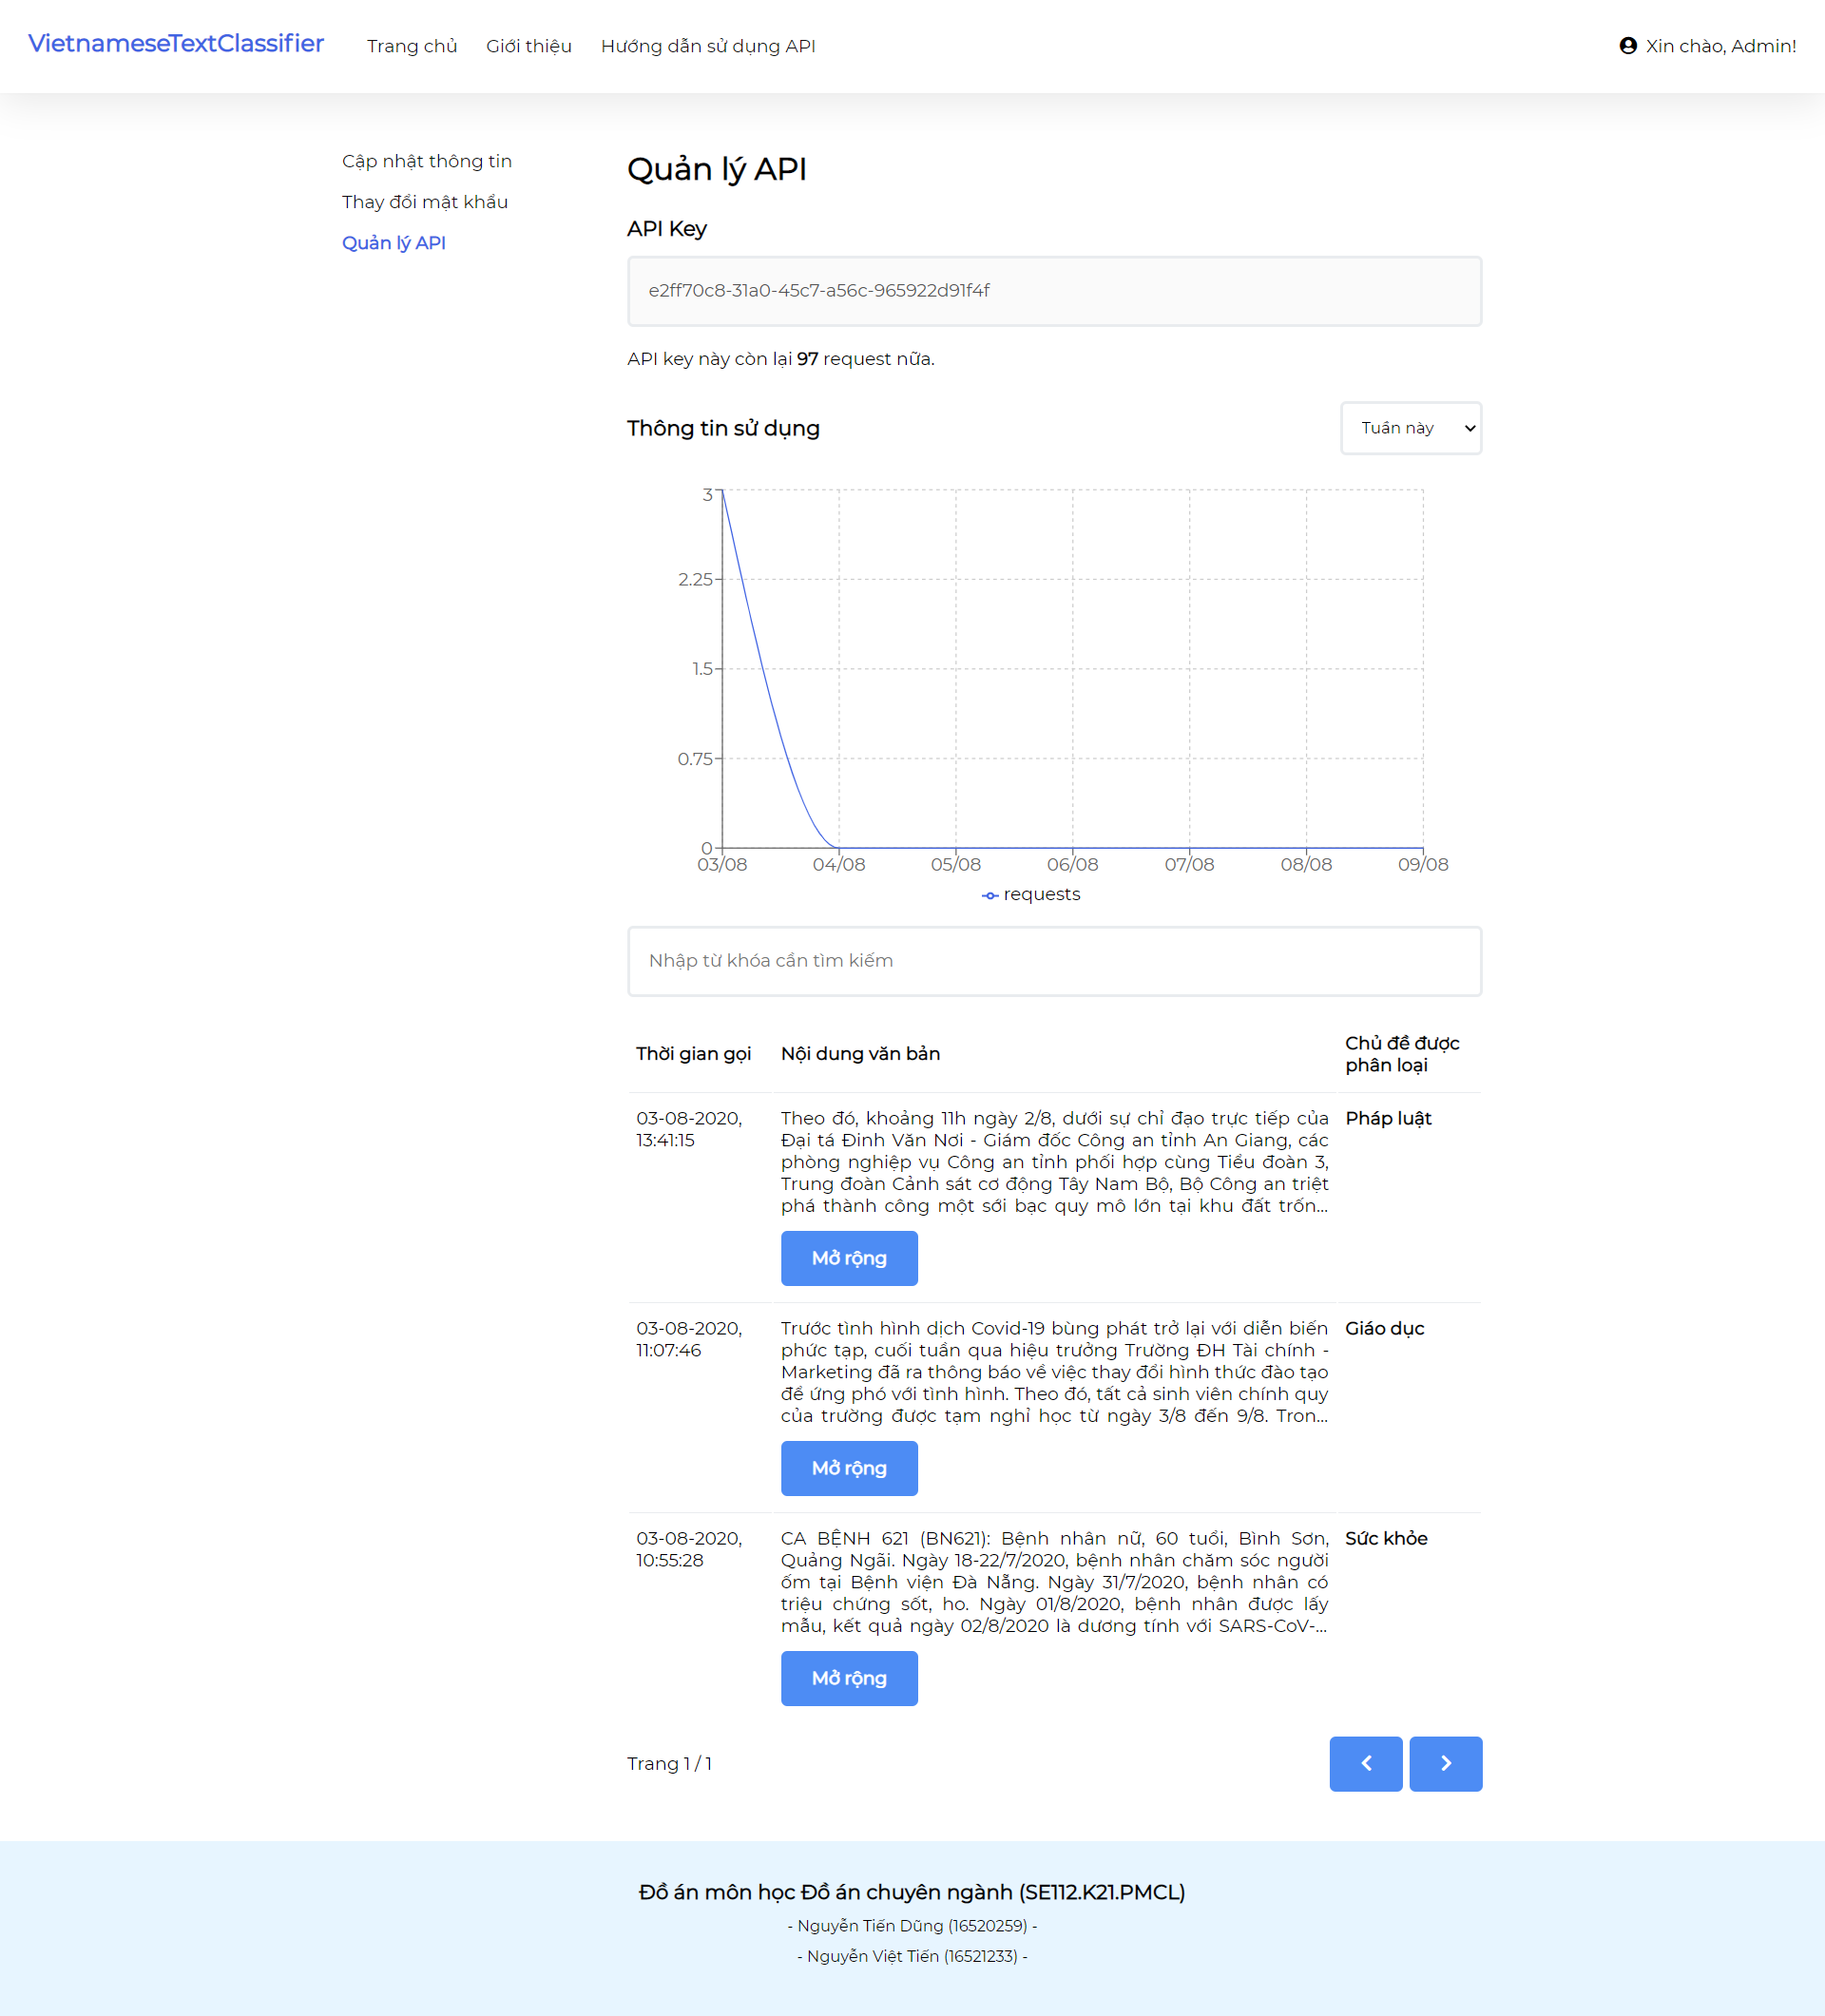 VietnameseTextClassifier
Trang chủ
Giới thiệu
Hướng dẫn sử dụng API
Xin chào, Admin!
Cập nhật thông tin
Thay đổi mật khẩu
Quản lý API
Quản lý API
API Key
e2ff70c8-31a0-45c7-a56c-965922d91f4f
API key này còn lại 97 request nữa.
Thông tin sử dụng
Tuần này
3
2.25
1.5
0.75
0
03/08 04/08 05/08 06/08 07/08 08/08 09/08
requests
Nhập từ khóa cần tìm kiếm
Thời gian gọi
Nội dung văn bản
Chủ đề được
phân loại
03-08-2020,
13:41:15
Theo đó, khoảng 11h ngày 2/8, dưới sự chỉ đạo trực tiếp của
Đại tá Đinh Văn Nơi - Giám đốc Công an tỉnh An Giang, các
phòng nghiệp vụ Công an tỉnh phối hợp cùng Tiểu đoàn 3,
Trung đoàn Cảnh sát cơ động Tây Nam Bộ, Bộ Công an triệt
phá thành công một sới bạc quy mô lớn tại khu đất trốn...
Mở rộng
Pháp luật
03-08-2020,
11:07:46
Trước tình hình dịch Covid-19 bùng phát trở lại với diễn biến
phức tạp, cuối tuần qua hiệu trưởng Trường ĐH Tài chính -
Marketing đã ra thông báo về việc thay đổi hình thức đào tạo
để ứng phó với tình hình. Theo đó, tất cả sinh viên chính quy
của trường được tạm nghỉ học từ ngày 3/8 đến 9/8. Tron...
Mở rộng
Giáo dục
03-08-2020,
10:55:28
CA BỆNH 621 (BN621): Bệnh nhân nữ, 60 tuổi, Bình Sơn,
Quảng Ngãi. Ngày 18-22/7/2020, bệnh nhân chăm sóc người
ốm tại Bệnh viện Đà Nẵng. Ngày 31/7/2020, bệnh nhân có
triệu chứng sốt, ho. Ngày 01/8/2020, bệnh nhân được lấy
mẫu, kết quả ngày 02/8/2020 là dương tính với SARS-CoV-...
Mở rộng
Sức khỏe
Trang 1 / 1
Đồ án môn học Đồ án chuyên ngành (SE112.K21.PMCL)
- Nguyễn Tiến Dũng (16520259) -
- Nguyễn Việt Tiến (16521233) -